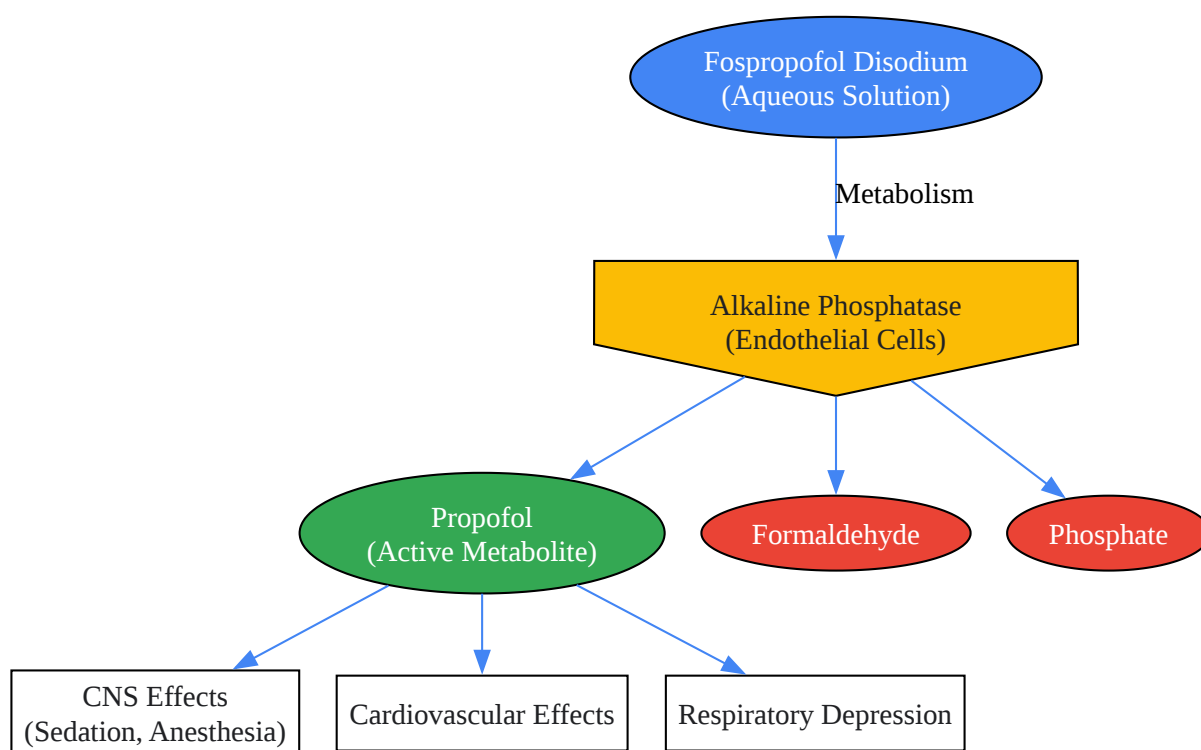 Fospropofol Disodium
(Aqueous Solution)
Metabolism
Alkaline Phosphatase
(Endothelial Cells)
Propofol
(Active Metabolite)
Formaldehyde
Phosphate
CNS Effects
(Sedation, Anesthesia)
Cardiovascular Effects
Respiratory Depression